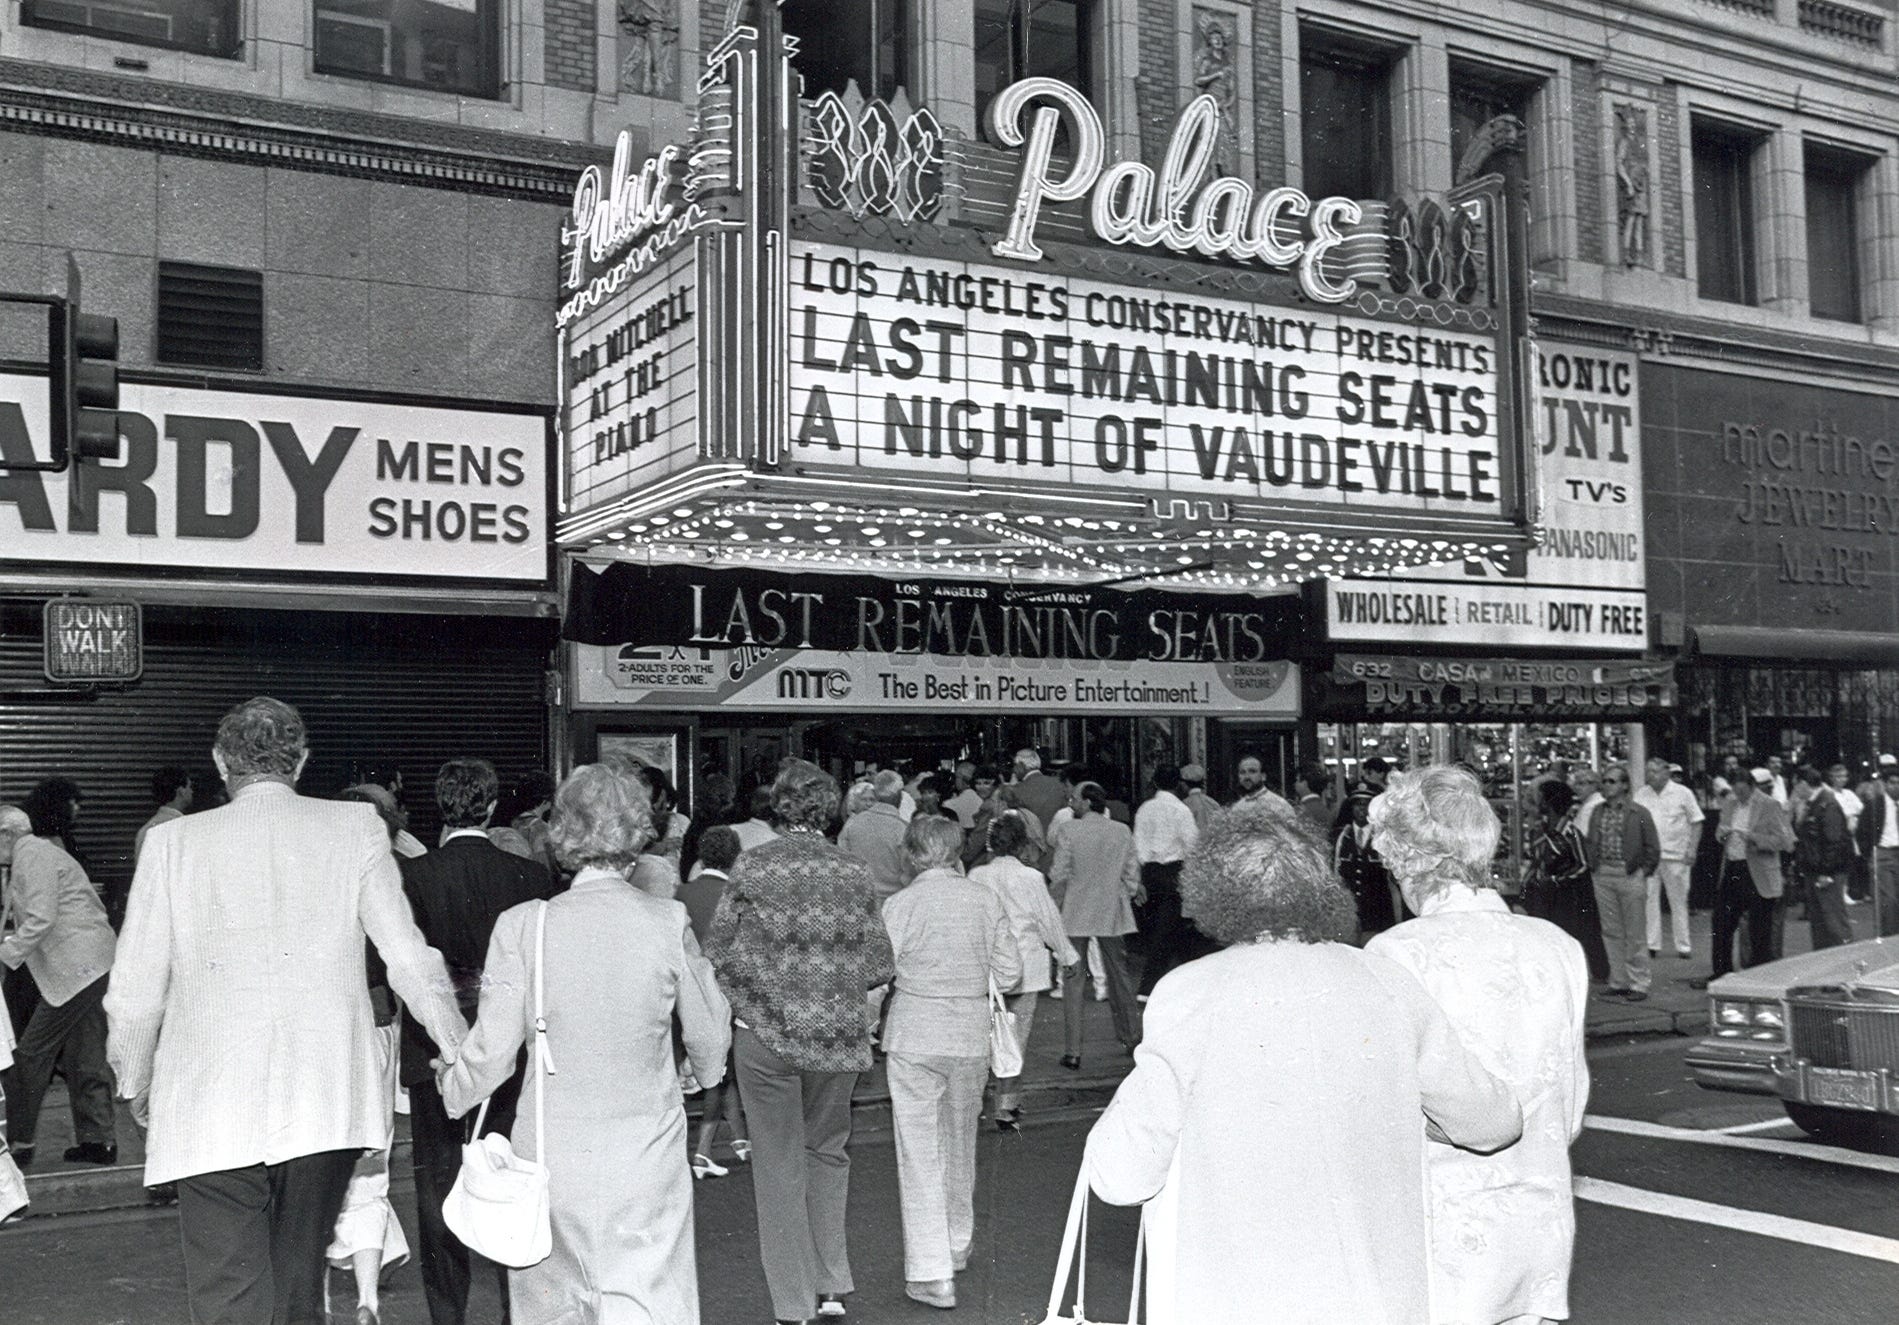 Palace
BOB MITCHELL
AT THE
PIANO
Palace
LOS ANGELES CONSERVANCY PRESENTS
LAST REMAINING SEATS
A NIGHT OF VAUDEVILLE
ARDY
MENS
SHOES
DONT
WALK
LOS ANGELES CONSERVANCY
LAST REMAINING SEATS
2-ADULTS FOR THE
PRICE OF ONE.
MTC
The Best in Picture Entertainment.!
ENGLISH
FEATURE
RONIC
UNT
TV's
PANASONIC
WHOLESALE RETAIL DUTY FREE
632 CASA MEXICO
DUTY FREE PRICES
martine
JEWELRY
MART